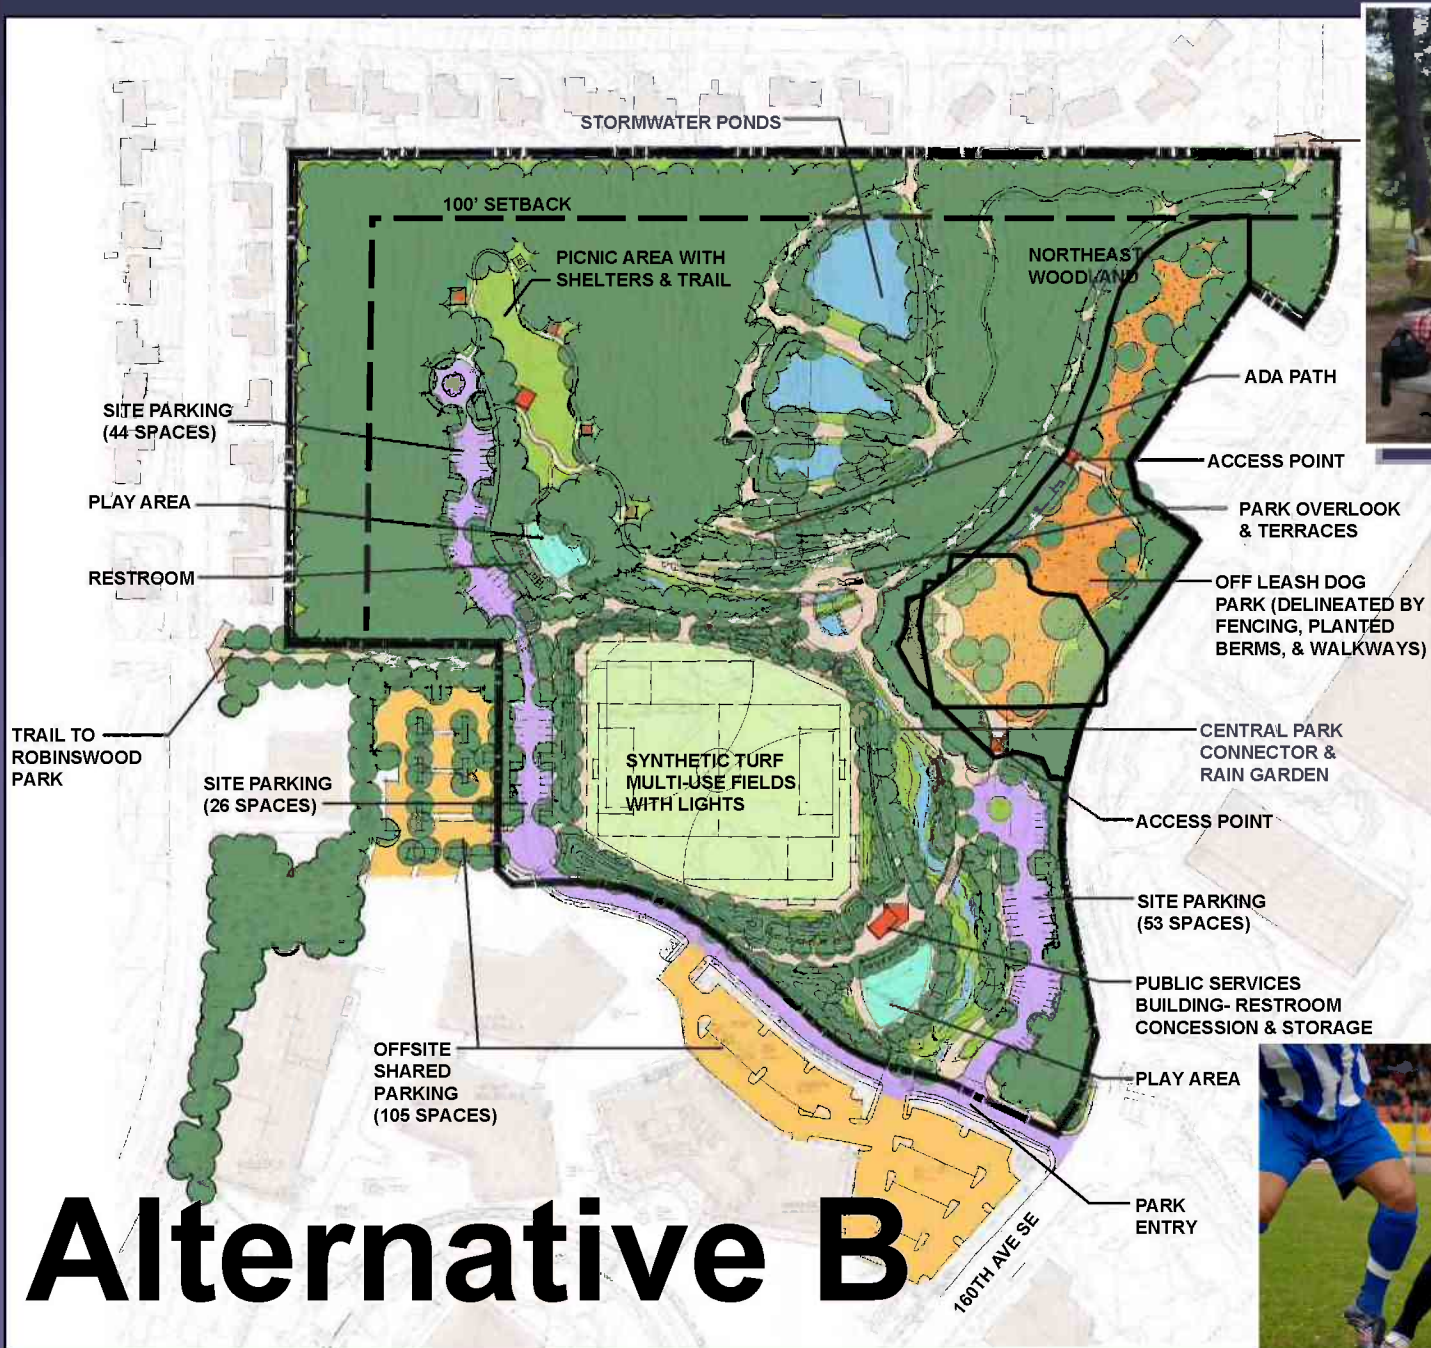 STORMWATER PONDS
100' SETBACK
PICNIC AREA WITH
SHELTERS & TRAIL
NORTHEAST
WOODLAND
ADA PATH
SITE PARKING
(44 SPACES)
ACCESS POINT
PLAY AREA
PARK OVERLOOK
& TERRACES
RESTROOM
OFF LEASH DOG
PARK (DELINEATED BY
FENCING, PLANTED
BERMS, & WALKWAYS)
TRAIL TO
ROBINSWOOD
PARK
CENTRAL PARK
CONNECTOR &
RAIN GARDEN
SYNTHETIC TURF
MULTI-USE FIELDS
WITH LIGHTS
SITE PARKING
(26 SPACES)
ACCESS POINT
SITE PARKING
(53 SPACES)
PUBLIC SERVICES
BUILDING- RESTROOM
CONCESSION & STORAGE
OFFSITE
SHARED
PARKING
(105 SPACES)
PLAY AREA
PARK
ENTRY
160TH AVE SE
Alternative B